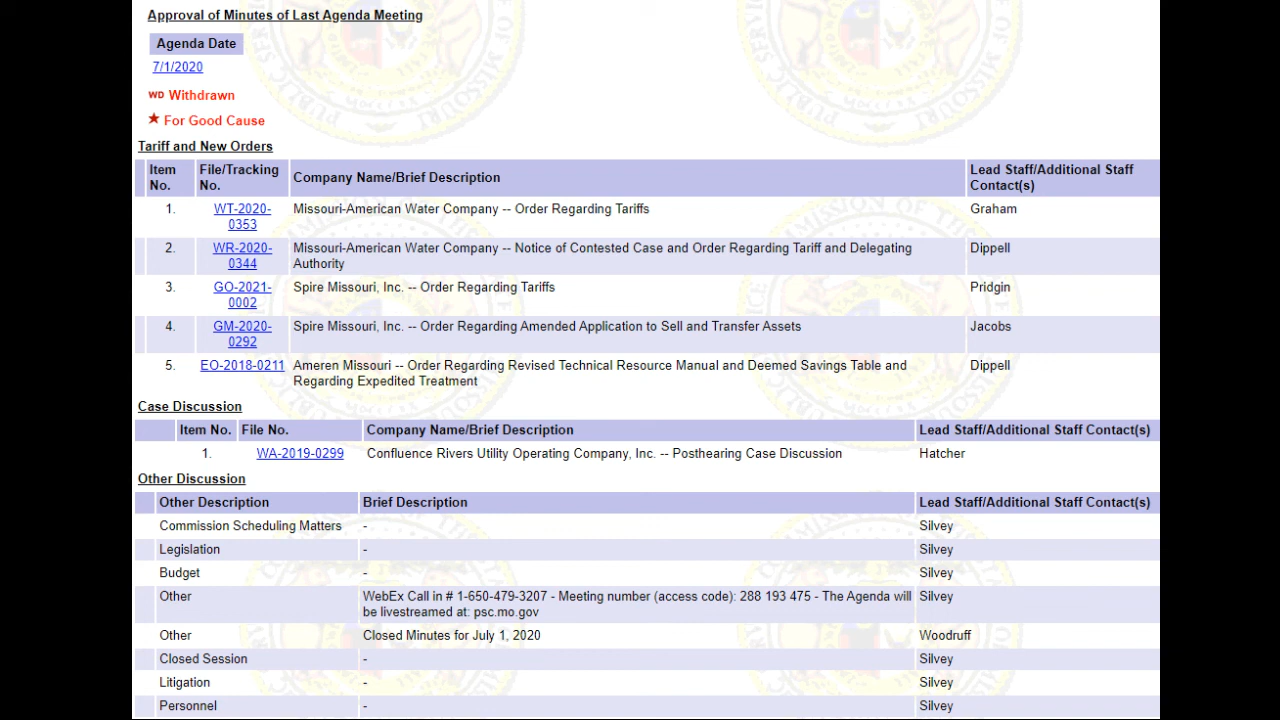 Approval of Minutes of Last Agenda Meeting
Agenda Date
7/1/2020
WD Withdrawn
★ For Good Cause
Tariff and New Orders
Item No. File/Tracking No. Company Name/Brief Description Lead Staff/Additional Staff Contact(s)
1. WT-2020-0353 Missouri-American Water Company -- Order Regarding Tariffs Graham
2. WR-2020-0344 Missouri-American Water Company -- Notice of Contested Case and Order Regarding Tariff and Delegating Authority Dippell
3. GO-2021-0002 Spire Missouri, Inc. -- Order Regarding Tariffs Pridgin
4. GM-2020-0292 Spire Missouri, Inc. -- Order Regarding Amended Application to Sell and Transfer Assets Jacobs
5. EO-2018-0211 Ameren Missouri -- Order Regarding Revised Technical Resource Manual and Deemed Savings Table and Regarding Expedited Treatment Dippell
Case Discussion
Item No. File No. Company Name/Brief Description Lead Staff/Additional Staff Contact(s)
1. WA-2019-0299 Confluence Rivers Utility Operating Company, Inc. -- Posthearing Case Discussion Hatcher
Other Discussion
Other Description Brief Description Lead Staff/Additional Staff Contact(s)
Commission Scheduling Matters - Silvey
Legislation - Silvey
Budget - Silvey
Other WebEx Call in # 1-650-479-3207 - Meeting number (access code): 288 193 475 - The Agenda will be livestreamed at: psc.mo.gov Silvey
Other Closed Minutes for July 1, 2020 Woodruff
Closed Session - Silvey
Litigation - Silvey
Personnel - Silvey